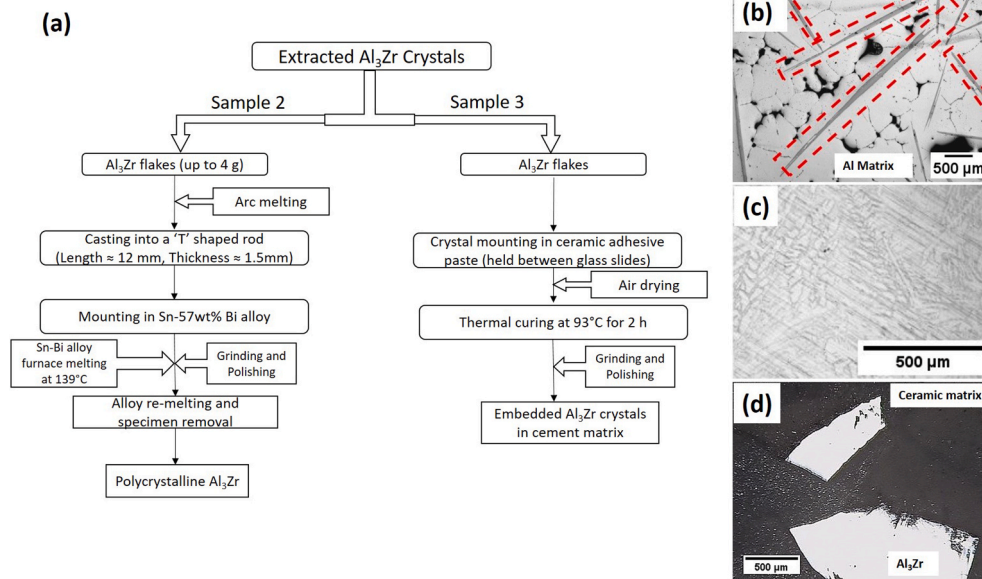 (a)
Extracted Al₃Zr Crystals
Sample 2
Sample 3
Al₃Zr flakes (up to 4 g)
Arc melting
Casting into a ‘T’ shaped rod
(Length ≈ 12 mm, Thickness ≈ 1.5mm)
Mounting in Sn-57wt% Bi alloy
Sn-Bi alloy
furnace melting
at 139°C
Grinding and
Polishing
Alloy re-melting and
specimen removal
Polycrystalline Al₃Zr
Al₃Zr flakes
Crystal mounting in ceramic adhesive
paste (held between glass slides)
Air drying
Thermal curing at 93°C for 2 h
Grinding and
Polishing
Embedded Al₃Zr crystals
in cement matrix
(b)
Al Matrix
500 µm
(c)
500 µm
(d)
Ceramic matrix
500 µm
Al₃Zr